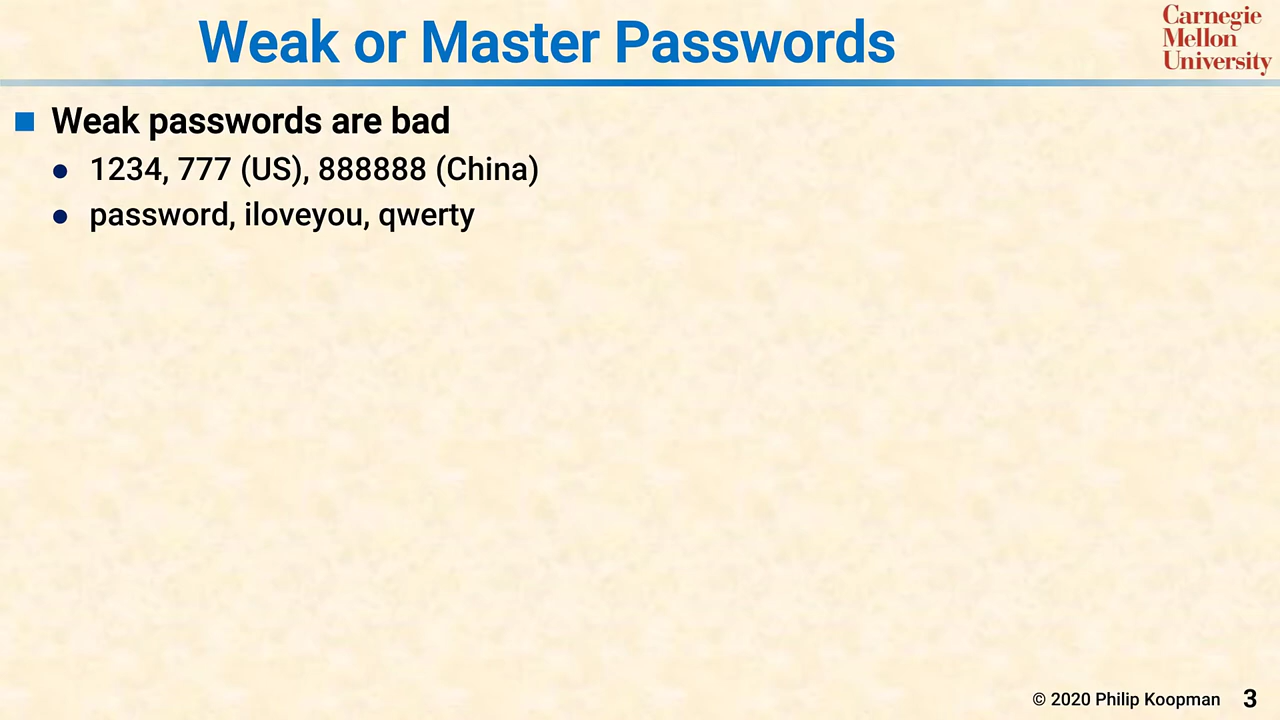 Weak or Master Passwords
Carnegie
Mellon
University
Weak passwords are bad
1234, 777 (US), 888888 (China)
password, iloveyou, qwerty
© 2020 Philip Koopman 3